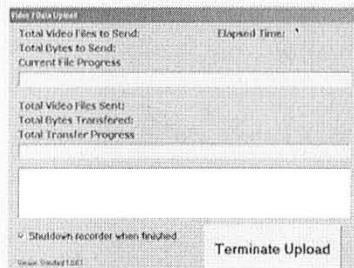 Video / Data Upload
Total Video Files to Send: Elapsed Time:
Total Bytes to Send:
Current File Progress
Total Video Files Sent:
Total Bytes Transfered:
Total Transfer Progress
Shutdown recorder when finished
Terminate Upload
Version